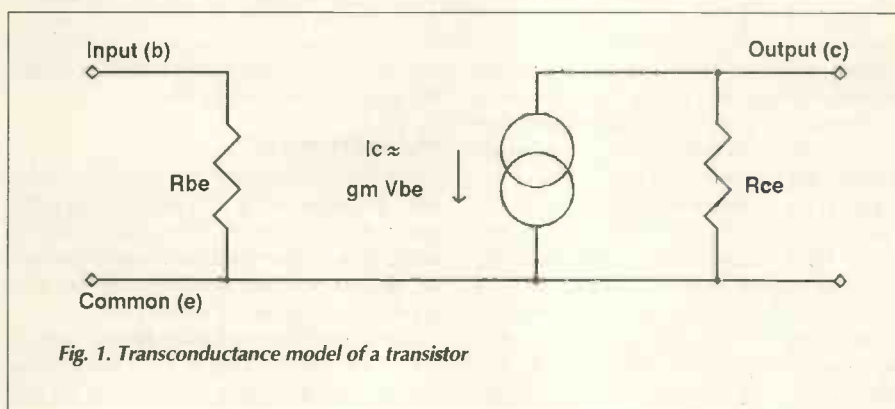 Input (b)
Output (c)
Ic ≈
gm Vbe
Rbe
Rce
Common (e)
Fig. 1. Transconductance model of a transistor